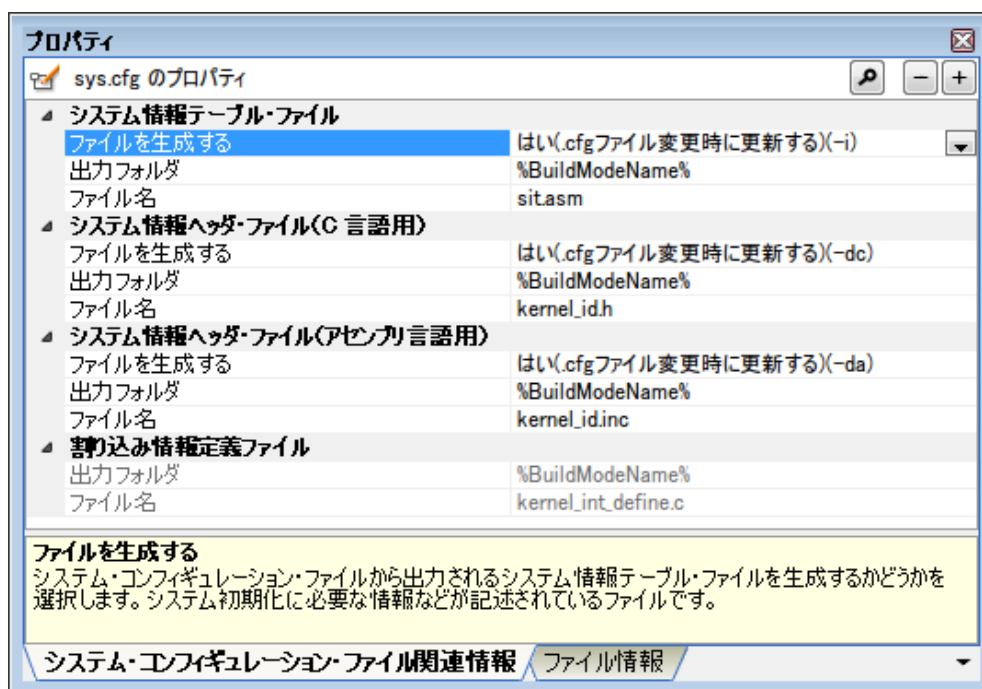 プロパティ
sys.cfg のプロパティ
システム情報テーブル・ファイル
ファイルを生成する はい(.cfgファイル変更時に更新する)(-i)
出力フォルダ %BuildModeName%
ファイル名 sit.asm
システム情報ヘッダ・ファイル(C 言語用)
ファイルを生成する はい(.cfgファイル変更時に更新する)(-dc)
出力フォルダ %BuildModeName%
ファイル名 kernel_id.h
システム情報ヘッダ・ファイル(アセンブリ言語用)
ファイルを生成する はい(.cfgファイル変更時に更新する)(-da)
出力フォルダ %BuildModeName%
ファイル名 kernel_id.inc
割り込み情報定義ファイル
出力フォルダ %BuildModeName%
ファイル名 kernel_int_define.c
ファイルを生成する
システム・コンフィギュレーション・ファイルから出力されるシステム情報テーブル・ファイルを生成するかどうかを
選択します。システム初期化に必要な情報などが記述されているファイルです。
システム・コンフィギュレーション・ファイル関連情報 ファイル情報